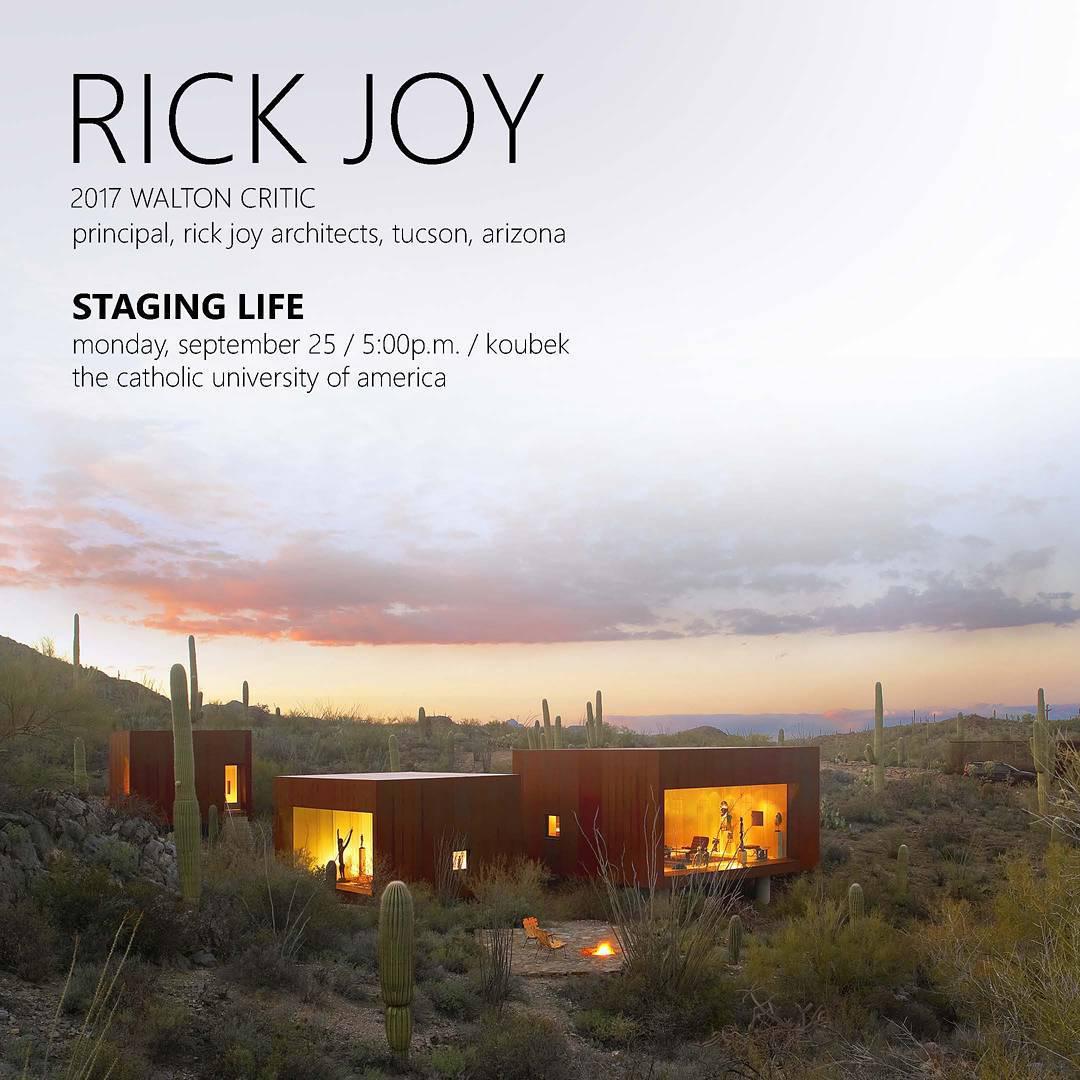 RICK JOY
2017 WALTON CRITIC
principal, rick joy architects, tucson, arizona
STAGING LIFE
monday, september 25 / 5:00p.m. / koubek
the catholic university of america